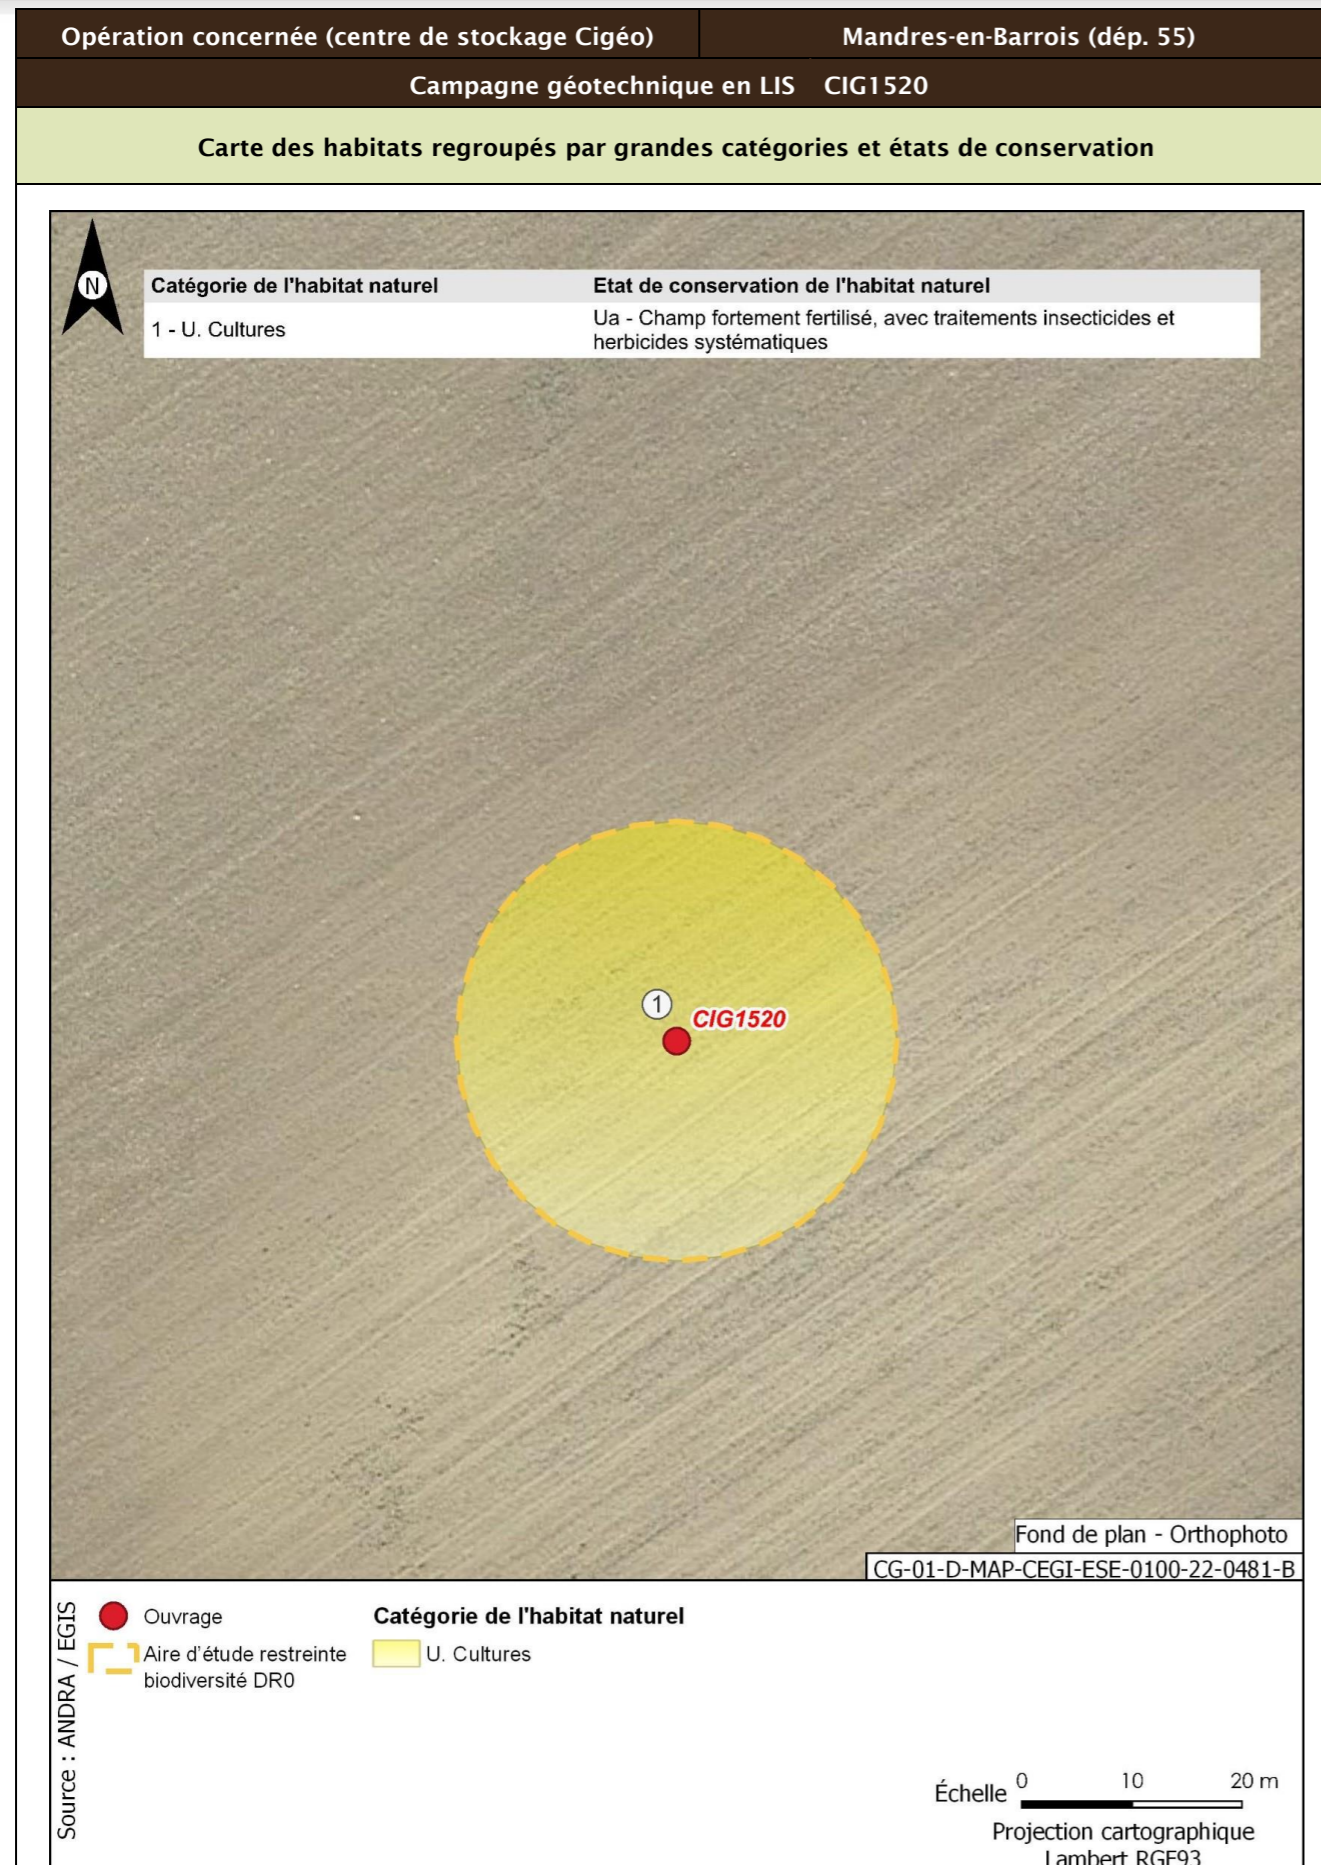 Opération concernée (centre de stockage Cigéo)
Mandres-en-Barrois (dép. 55)
Campagne géotechnique en LIS CIG1520
Carte des habitats regroupés par grandes catégories et états de conservation
N
Catégorie de l'habitat naturel
Etat de conservation de l'habitat naturel
1 - U. Cultures
Ua - Champ fortement fertilisé, avec traitements insecticides et
herbicides systématiques
1
CIG1520
Fond de plan - Orthophoto
CG-01-D-MAP-CEGI-ESE-0100-22-0481-B
Source : ANDRA / EGIS
Ouvrage
Aire d'étude restreinte
biodiversité DR0
Catégorie de l'habitat naturel
U. Cultures
Échelle 0 10 20 m
Projection cartographique
Lambert RGF93